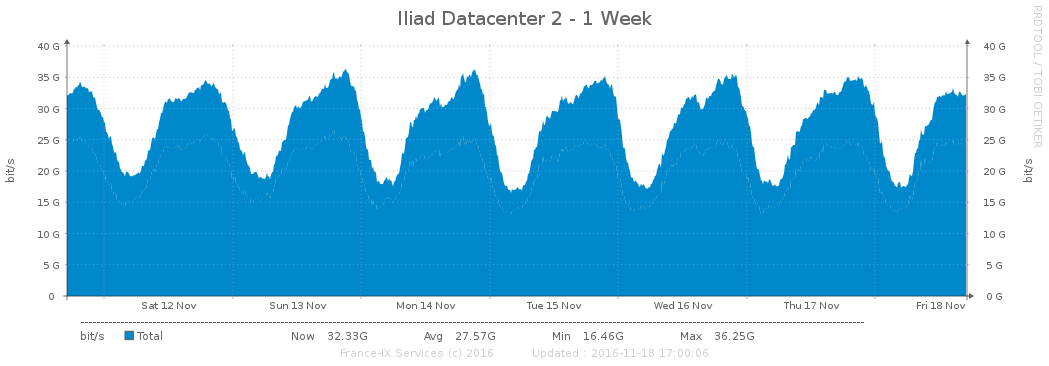 Iliad Datacenter 2 - 1 Week
RRDTOOL / TOBI OETIKER
bit/s
40 G 40 G
35 G 35 G
30 G 30 G
25 G 25 G
20 G 20 G
15 G 15 G
10 G 10 G
5 G 5 G
0 0 G
bit/s
Sat 12 Nov Sun 13 Nov Mon 14 Nov Tue 15 Nov Wed 16 Nov Thu 17 Nov Fri 18 Nov
bit/s Total Now 32.33G Avg 27.57G Min 16.46G Max 36.25G
France-IX Services (c) 2016 Updated : 2016-11-18 17:00:06